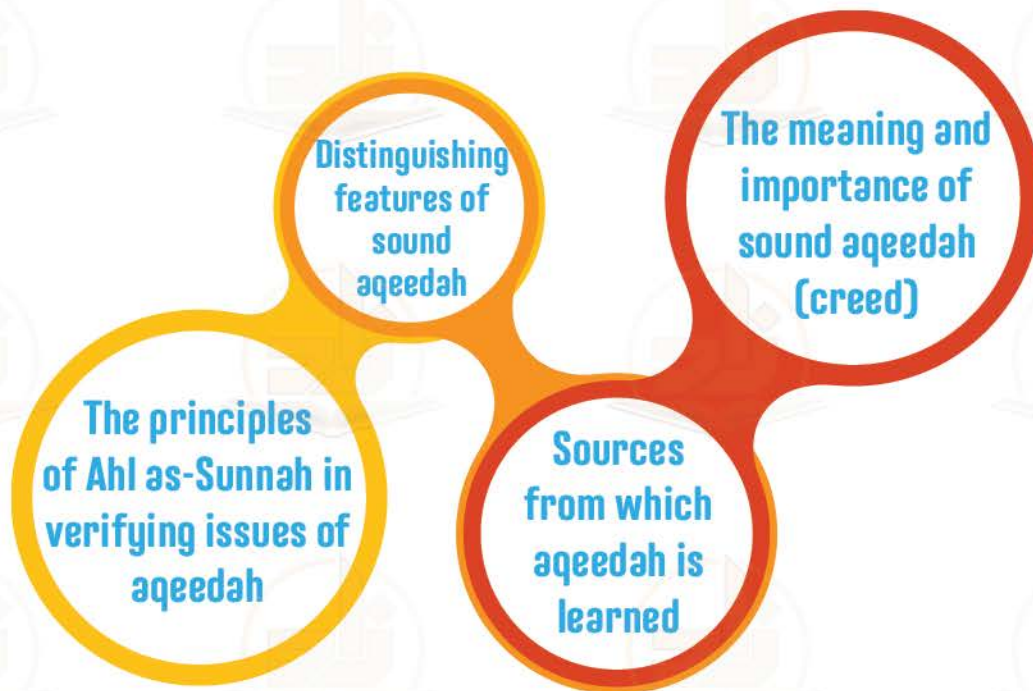 The meaning and
importance of
sound aqeedah
(creed)
Sources
from which
aqeedah is
learned
Distinguishing
features of
sound
aqeedah
The principles
of Ahl as-Sunnah in
verifying issues of
aqeedah